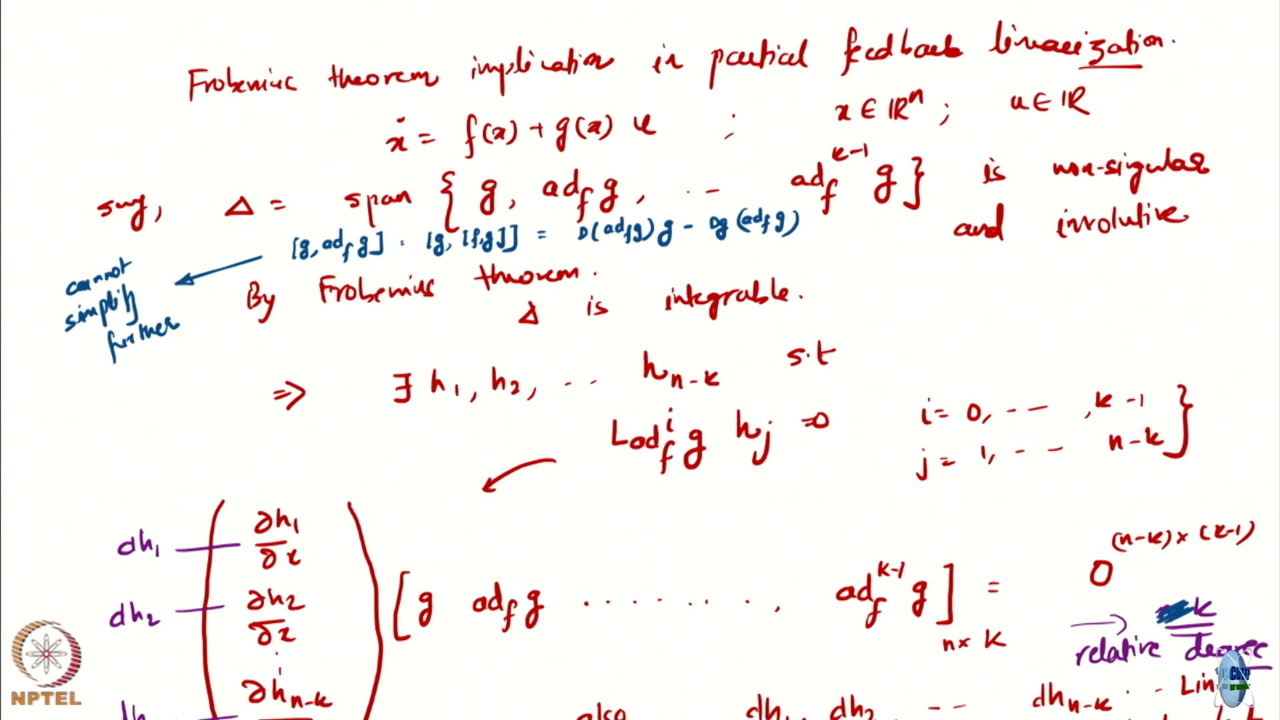 Frobenius theorem implication in partial feedback linearization.
ẋ = f(x) + g(x) u ; x ∈ ℝⁿ ; u ∈ ℝ
Δ = span { g, ad_f g, .. - ad_f^{k-1} g } is non-singular
and involutive
[g, ad_f g] = [g, [f,g]] = D(ad_f g) g - Dg (ad_f g)
cannot
simplify
further
By Frobenius theorem.
Δ is integrable.
⇒ ∃ h₁, h₂, .. h_{n-k} s.t
L_{ad_f^i g} h_j = 0 i = 0, - - , k-1 }
j = 1, - - n-k
dh₁ ∂h₁/∂x
dh₂ ∂h₂/∂x
[ g ad_f g . . . . . . . . , ad_f^{k-1} g ]_{n×k} = 0^{(n-k)×(k-1)}
k
relative degree
∂h_{n-k}
also dh₁, dh₂ -- dh_{n-k} ..
NPTEL